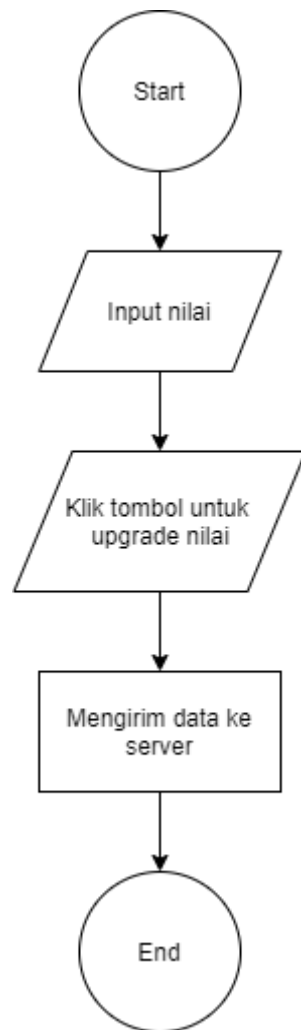 Start
Input nilai
Klik tombol untuk
upgrade nilai
Mengirim data ke
server
End